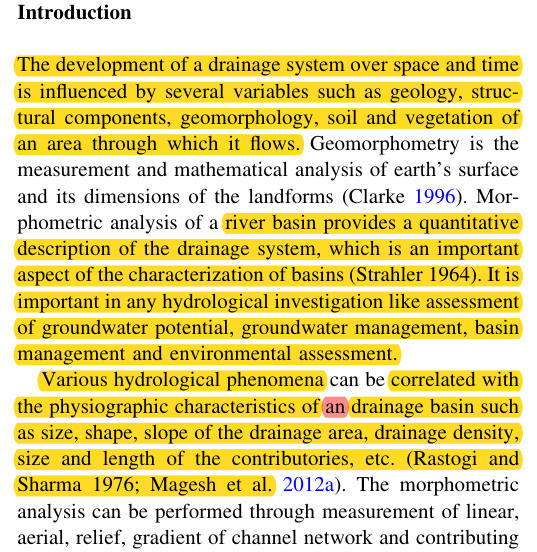 Introduction
The development of a drainage system over space and time
is influenced by several variables such as geology, struc-
tural components, geomorphology, soil and vegetation of
an area through which it flows. Geomorphometry is the
measurement and mathematical analysis of earth's surface
and its dimensions of the landforms (Clarke 1996). Mor-
phometric analysis of a river basin provides a quantitative
description of the drainage system, which is an important
aspect of the characterization of basins (Strahler 1964). It is
important in any hydrological investigation like assessment
of groundwater potential, groundwater management, basin
management and environmental assessment.
Various hydrological phenomena can be correlated with
the physiographic characteristics of an drainage basin such
as size, shape, slope of the drainage area, drainage density,
size and length of the contributories, etc. (Rastogi and
Sharma 1976; Magesh et al. 2012a). The morphometric
analysis can be performed through measurement of linear,
aerial, relief, gradient of channel network and contributing